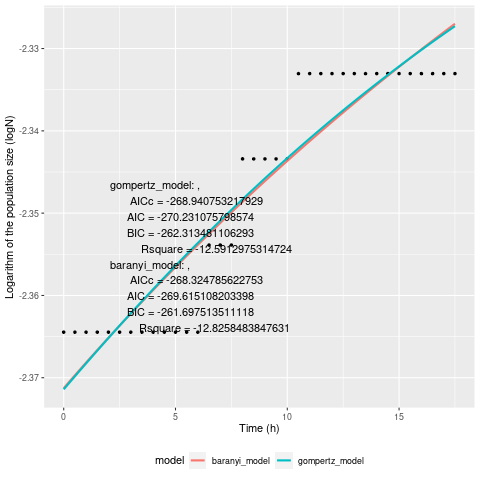 -2.33
-2.34
-2.35
-2.36
-2.37
Logarithm of the population size (logN)
gompertz_model: ,
AICc = -268.940753217929
AIC = -270.231075798574
BIC = -262.313481106293
Rsquare = -12.5912975314724
baranyi_model: ,
AICc = -268.324785622753
AIC = -269.615108203398
BIC = -261.697513511118
Rsquare = -12.8258483847631
0 5 10 15
Time (h)
model baranyi_model gompertz_model